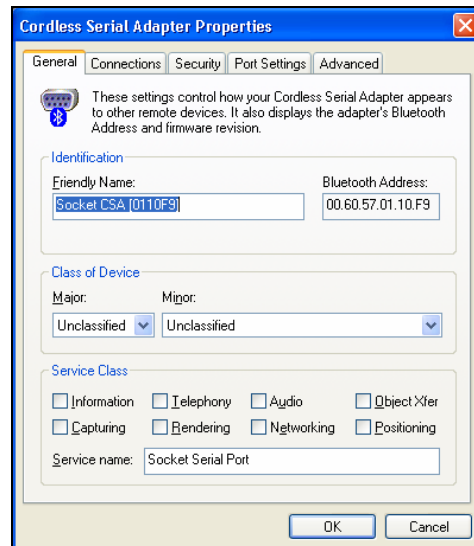 Cordless Serial Adapter Properties
General Connections Security Port Settings Advanced
These settings control how your Cordless Serial Adapter appears
to other remote devices. It also displays the adapter's Bluetooth
Address and firmware revision.
Identification
Friendly Name: Bluetooth Address:
Socket CSA [0110F9] 00.60.57.01.10.F9
Class of Device
Major: Minor:
Unclassified Unclassified
Service Class
Information Telephony Audio Object Xfer
Capturing Rendering Networking Positioning
Service name: Socket Serial Port
OK Cancel